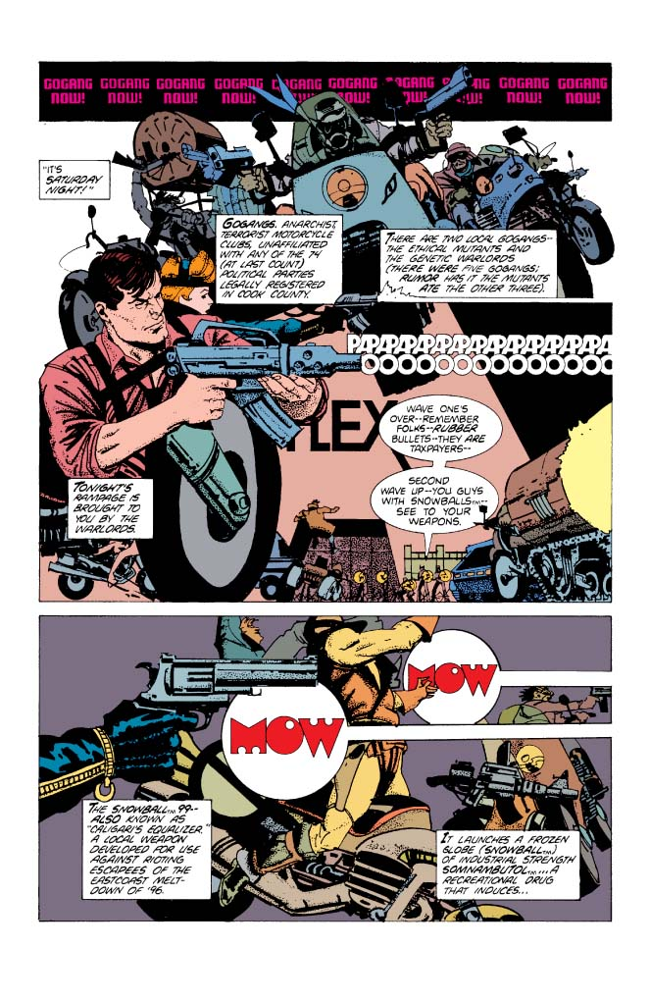 GOGANG GOGANG GOGANG GOGANG GOGANG GOGANG GOGANG GOGANG GOGANG GOGANG
NOW! NOW! NOW! NOW! NOW! NOW! NOW! NOW! NOW! NOW!
"IT'S
SATURDAY
NIGHT!"
GOGANGS. ANARCHIST,
TERRORIST MOTORCYCLE
CLUBS, UNAFFILIATED
WITH ANY OF THE 74
(AT LAST COUNT)
POLITICAL PARTIES
LEGALLY REGISTERED
IN COOK COUNTY.
THERE ARE TWO LOCAL GOGANGS--
THE ETHICAL MUTANTS AND
THE GENETIC WARLORDS
(THERE WERE FIVE GOGANGS;
RUMOR HAS IT THE MUTANTS
ATE THE OTHER THREE).
PAPAPAPAPAPAPAPAPAPAPAPAPAPA
OOOOOOOOOOOOOOOOOO
LEX
WAVE ONE'S
OVER--REMEMBER
FOLKS--RUBBER
BULLETS--THEY ARE
TAXPAYERS--
SECOND
WAVE UP--YOU GUYS
WITH SNOWBALLS™--
SEE TO YOUR
WEAPONS.
TONIGHT'S
RAMPAGE IS
BROUGHT TO
YOU BY THE
WARLORDS.
MOW
MOW
THE SNOWBALL™ 99--
ALSO KNOWN AS
"CALIGARI'S EQUALIZER."
A LOCAL WEAPON
DEVELOPED FOR USE
AGAINST RIOTING
ESCAPEES OF THE
EASTCOAST MELT-
DOWN OF '96.
IT LAUNCHES A FROZEN
GLOBE (SNOWBALL™)
OF INDUSTRIAL STRENGTH
SOMNAMBUTOL™... A
RECREATIONAL DRUG
THAT INDUCES...